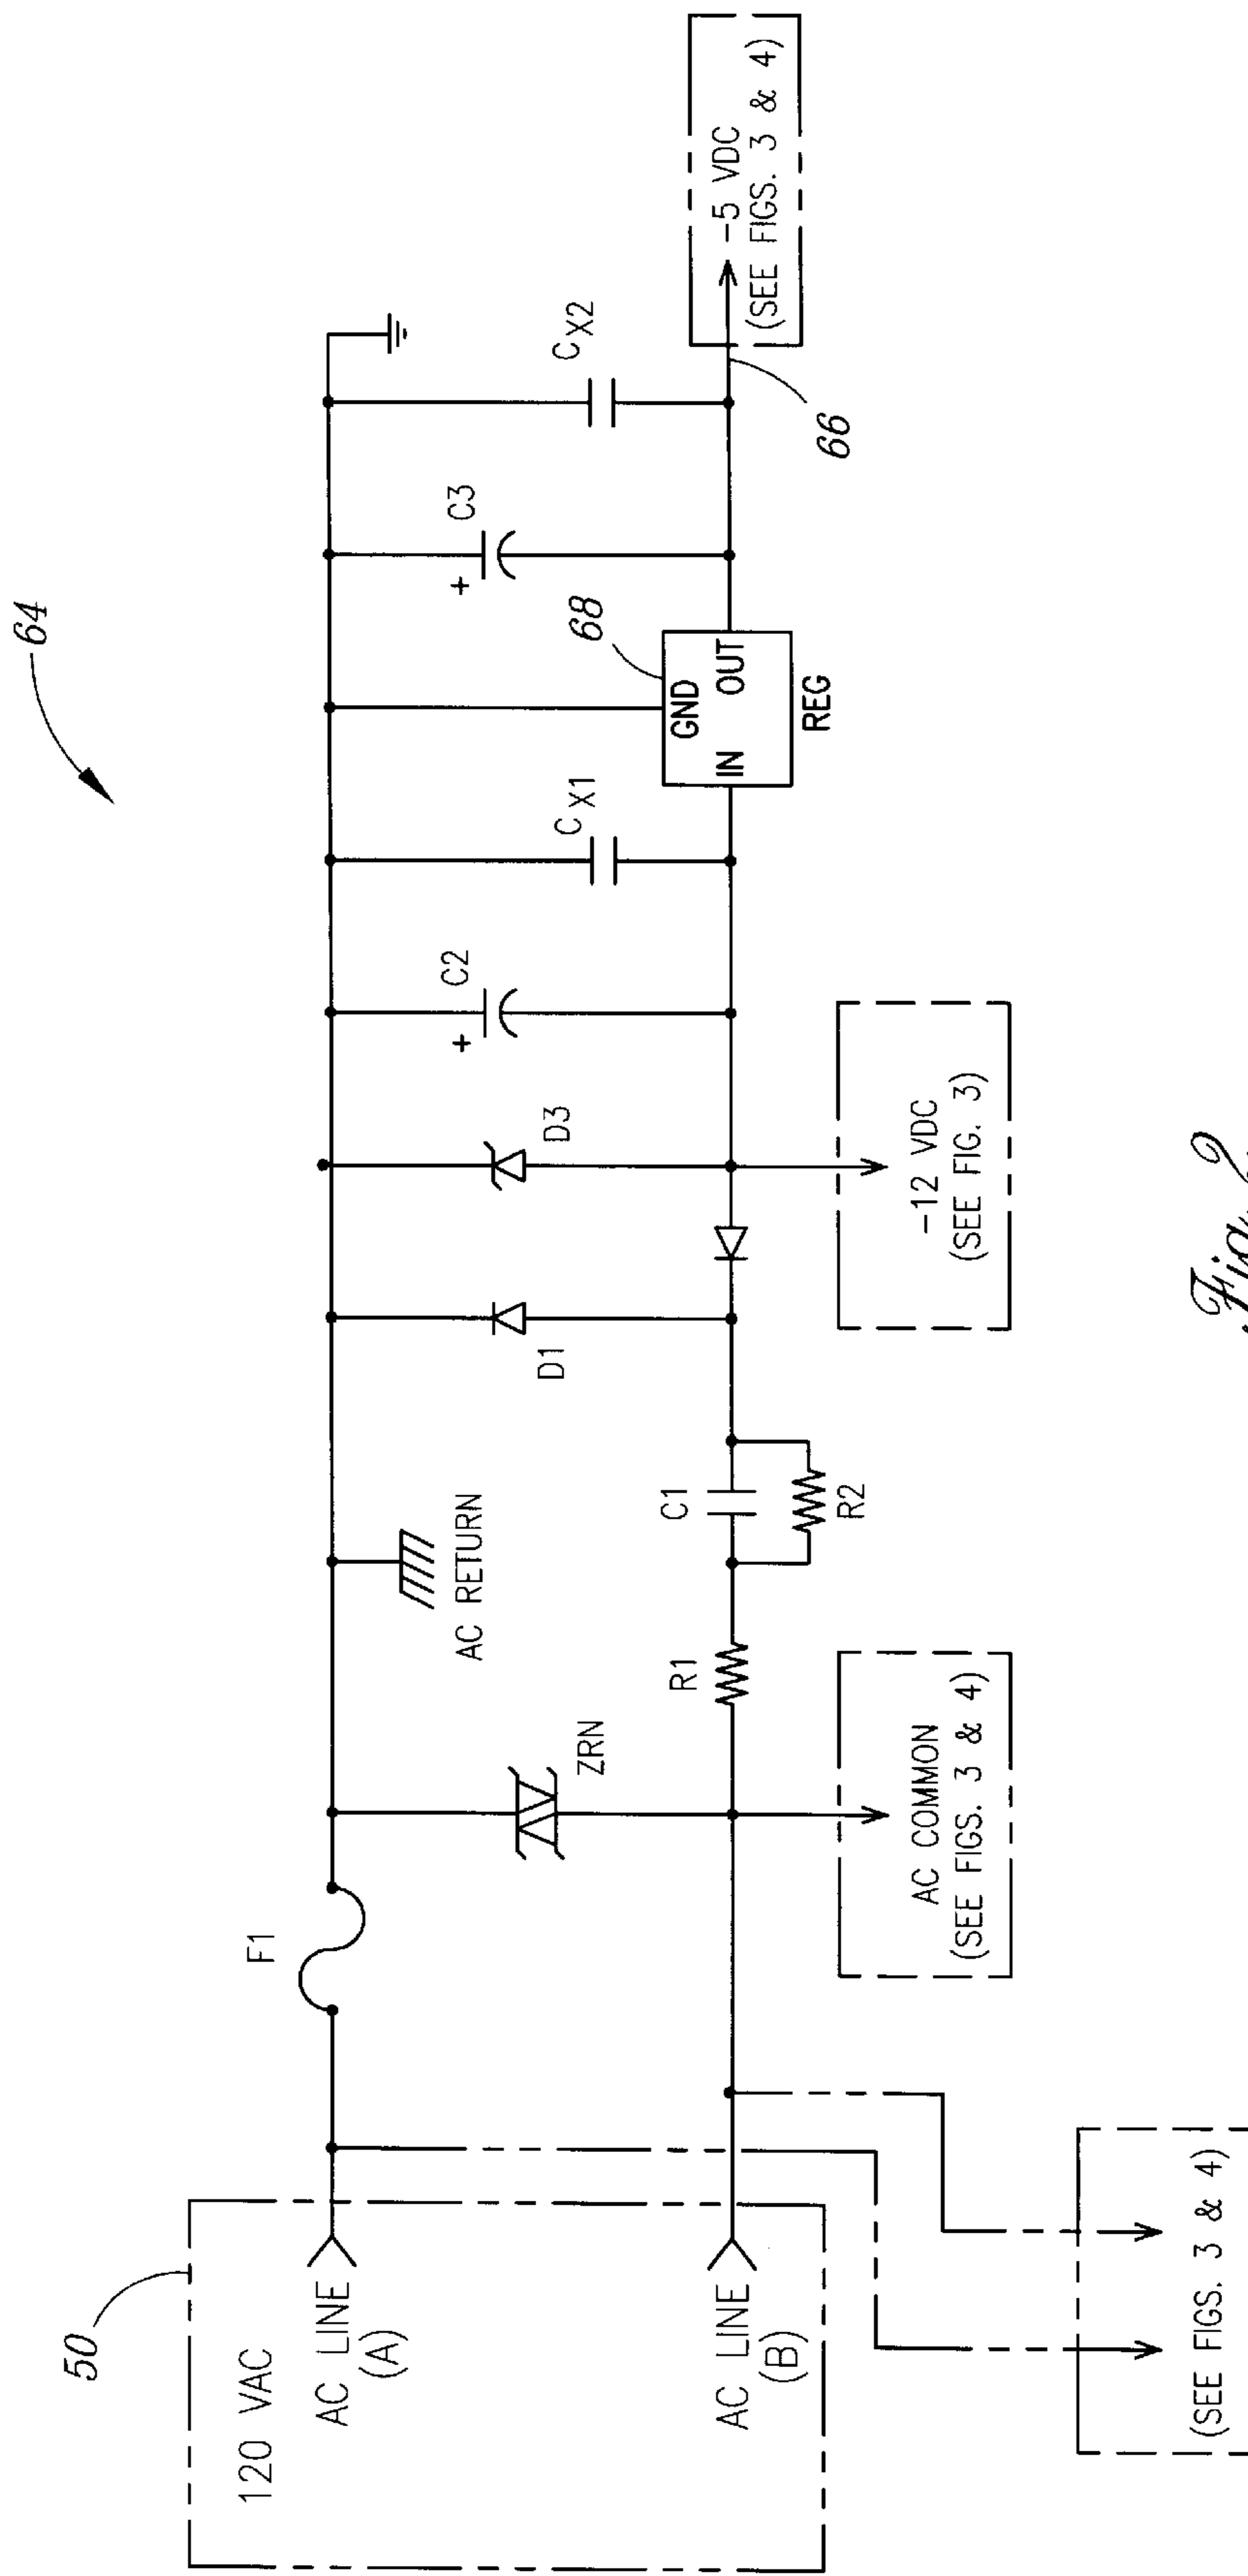 64
50
120 VAC
AC LINE
(A)
AC LINE
(B)
F1
ZRN
AC RETURN
R1
C1
R2
D1
D3
C2
+
C X1
68
GND
IN OUT
REG
C3
+
C X2
66
-5 VDC
(SEE FIGS. 3 & 4)
-12 VDC
(SEE FIG. 3)
AC COMMON
(SEE FIGS. 3 & 4)
(SEE FIGS. 3 & 4)
Fig. 2